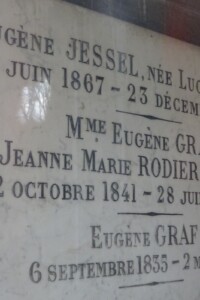 UGÈNE JESSEL, NÉE LUC
JUIN 1867 - 23 DÉCEM
MME EUGÈNE GRA
JEANNE MARIE RODIER
2 OCTOBRE 1841 - 28 JUI
EUGÈNE GRAF
6 SEPTEMBRE 1835 - 2 M